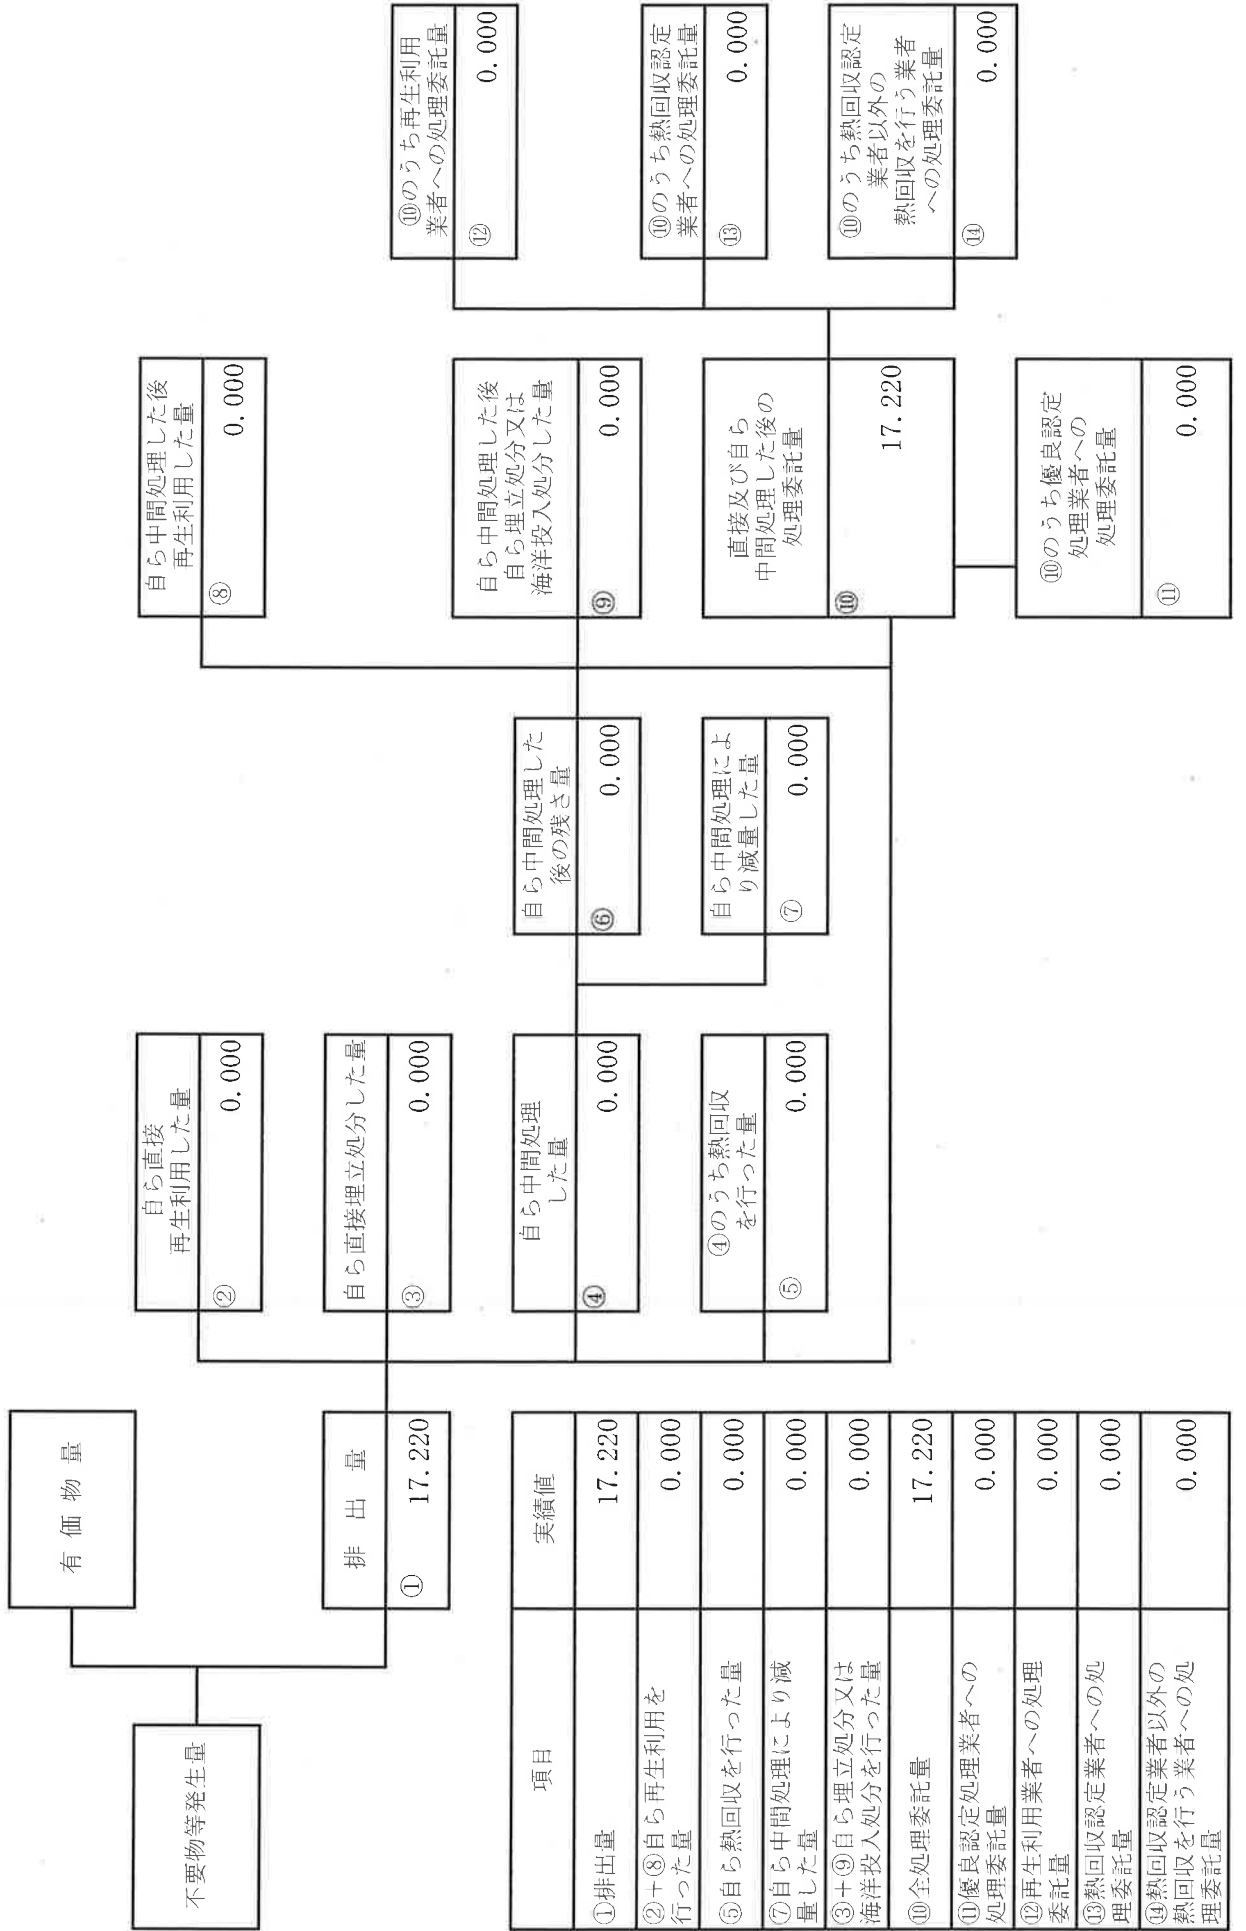 不要物等発生量
有価物量
排出量
① 17.220
自ら直接
再生利用した量
② 0.000
自ら直接埋立処分した量
③ 0.000
自ら中間処理
した量
④ 0.000
④のうち熱回収
を行った量
⑤ 0.000
自ら中間処理した
後の残さ量
⑥ 0.000
自ら中間処理によ
り減量した量
⑦ 0.000
自ら中間処理した後
再生利用した量
⑧ 0.000
自ら中間処理した後
自ら埋立処分又は
海洋投入処分した量
⑨ 0.000
直接及び自ら
中間処理した後の
処理委託量
⑩ 17.220
⑩のうち優良認定
処理業者への
処理委託量
⑪ 0.000
⑩のうち再生利用
業者への処理委託量
⑫ 0.000
⑩のうち熱回収認定
業者への処理委託量
⑬ 0.000
⑩のうち熱回収認定
業者以外の
熱回収を行う業者
への処理委託量
⑭ 0.000
項目 実績値
①排出量 17.220
②+⑧自ら再生利用を
行った量 0.000
⑤自ら熱回収を行った量 0.000
⑦自ら中間処理により減
量した量 0.000
③+⑨自ら埋立処分又は
海洋投入処分を行った量 0.000
⑩全処理委託量 17.220
⑪優良認定処理業者への
処理委託量 0.000
⑫再生利用業者への処理
委託量 0.000
⑬熱回収認定業者への処
理委託量 0.000
⑭熱回収認定業者以外の
熱回収を行う業者への処
理委託量 0.000